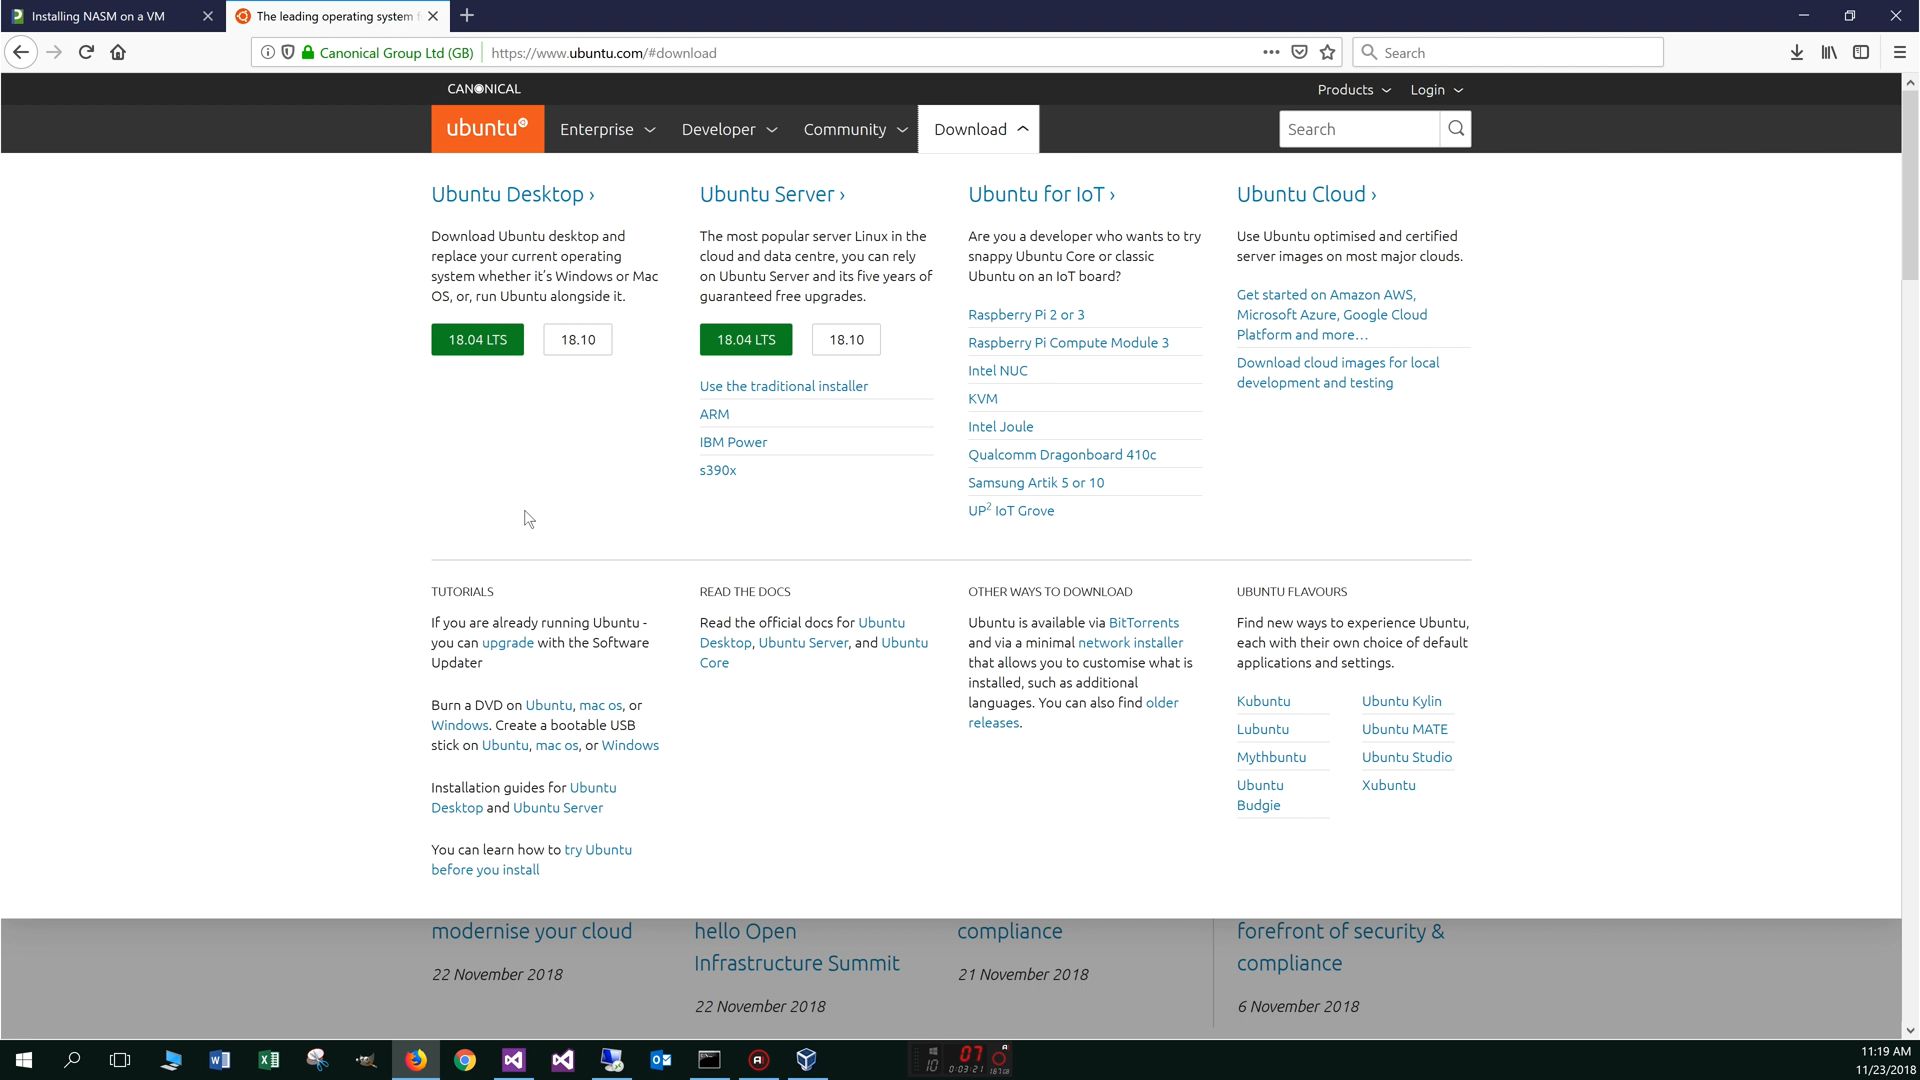 Installing NASM on a VM
The leading operating system f
Canonical Group Ltd (GB)
https://www.ubuntu.com/#download
Search
CANONICAL
Products
Login
ubuntu
Enterprise
Developer
Community
Download
Search
Ubuntu Desktop ›
Download Ubuntu desktop and
replace your current operating
system whether it’s Windows or Mac
OS, or, run Ubuntu alongside it.
18.04 LTS
18.10
Ubuntu Server ›
The most popular server Linux in the
cloud and data centre, you can rely
on Ubuntu Server and its five years of
guaranteed free upgrades.
18.04 LTS
18.10
Use the traditional installer
ARM
IBM Power
s390x
Ubuntu for IoT ›
Are you a developer who wants to try
snappy Ubuntu Core or classic
Ubuntu on an IoT board?
Raspberry Pi 2 or 3
Raspberry Pi Compute Module 3
Intel NUC
KVM
Intel Joule
Qualcomm Dragonboard 410c
Samsung Artik 5 or 10
UP2 IoT Grove
Ubuntu Cloud ›
Use Ubuntu optimised and certified
server images on most major clouds.
Get started on Amazon AWS,
Microsoft Azure, Google Cloud
Platform and more…
Download cloud images for local
development and testing
TUTORIALS
If you are already running Ubuntu -
you can upgrade with the Software
Updater
Burn a DVD on Ubuntu, mac os, or
Windows. Create a bootable USB
stick on Ubuntu, mac os, or Windows
Installation guides for Ubuntu
Desktop and Ubuntu Server
You can learn how to try Ubuntu
before you install
READ THE DOCS
Read the official docs for Ubuntu
Desktop, Ubuntu Server, and Ubuntu
Core
OTHER WAYS TO DOWNLOAD
Ubuntu is available via BitTorrents
and via a minimal network installer
that allows you to customise what is
installed, such as additional
languages. You can also find older
releases.
UBUNTU FLAVOURS
Find new ways to experience Ubuntu,
each with their own choice of default
applications and settings.
Kubuntu
Lubuntu
Mythbuntu
Ubuntu
Budgie
Ubuntu Kylin
Ubuntu MATE
Ubuntu Studio
Xubuntu
modernise your cloud
22 November 2018
hello Open
Infrastructure Summit
22 November 2018
compliance
21 November 2018
forefront of security &
compliance
6 November 2018
10
07
0:03:21
187GB
11:19 AM
11/23/2018